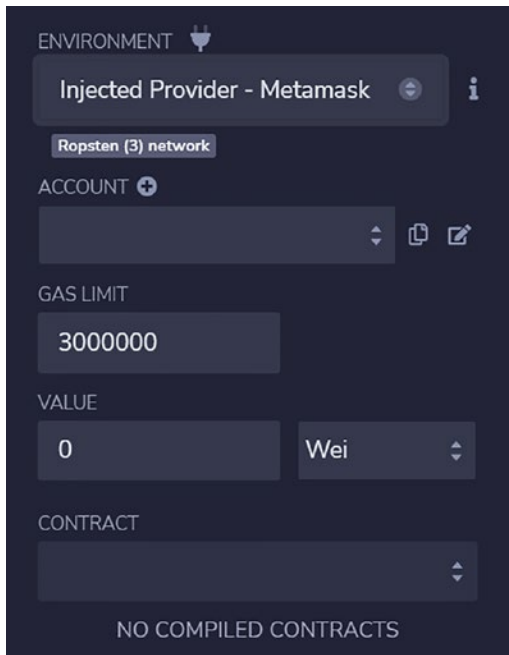 ENVIRONMENT
Injected Provider - Metamask
Ropsten (3) network
ACCOUNT
GAS LIMIT
3000000
VALUE
0 Wei
CONTRACT
NO COMPILED CONTRACTS